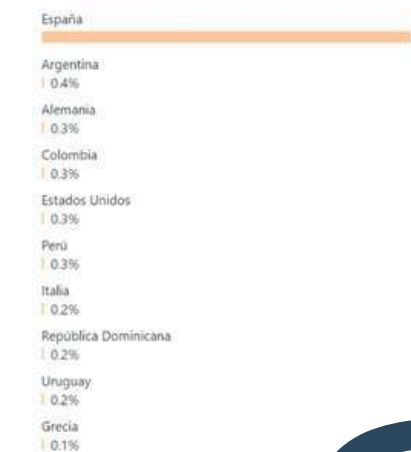 España
Argentina
0.4%
Alemania
0.3%
Colombia
0.3%
Estados Unidos
0.3%
Perú
0.3%
Italia
0.2%
República Dominicana
0.2%
Uruguay
0.2%
Grecia
0.1%